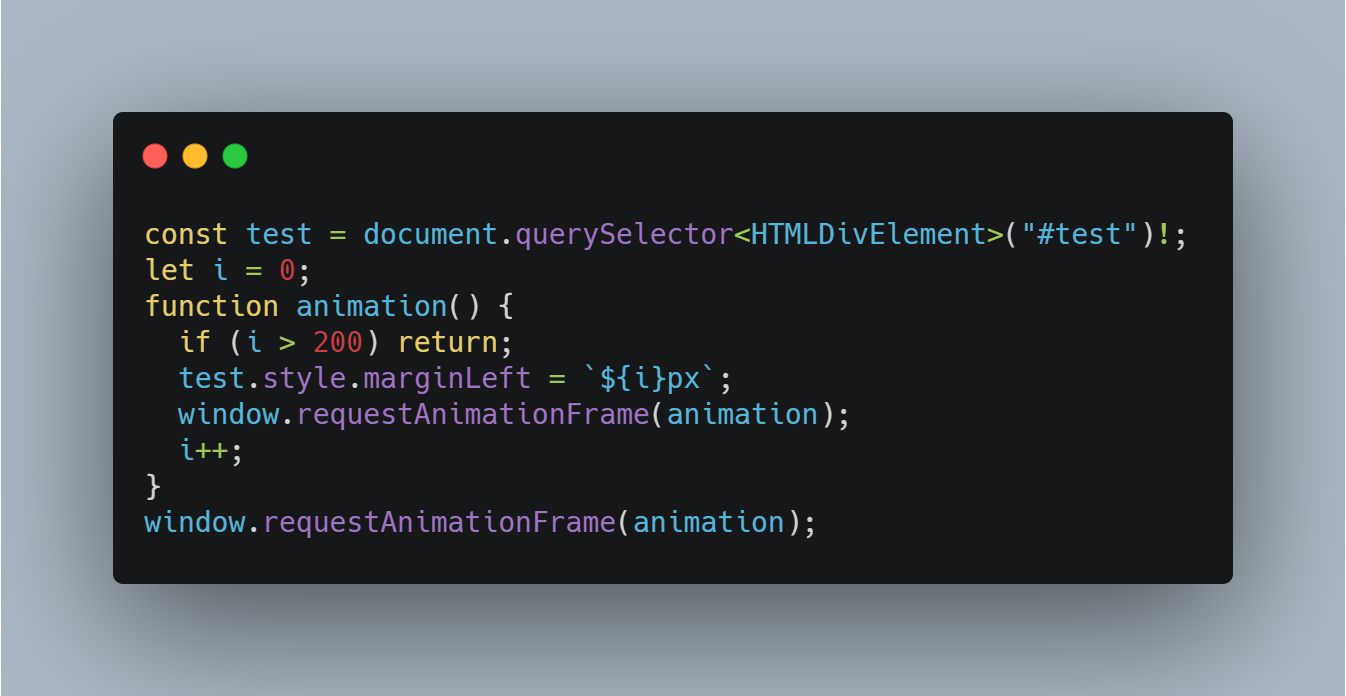 const test = document.querySelector<HTMLDivElement>("#test")!;
let i = 0;
function animation() {
  if (i > 200) return;
  test.style.marginLeft = `${i}px`;
  window.requestAnimationFrame(animation);
  i++;
}
window.requestAnimationFrame(animation);